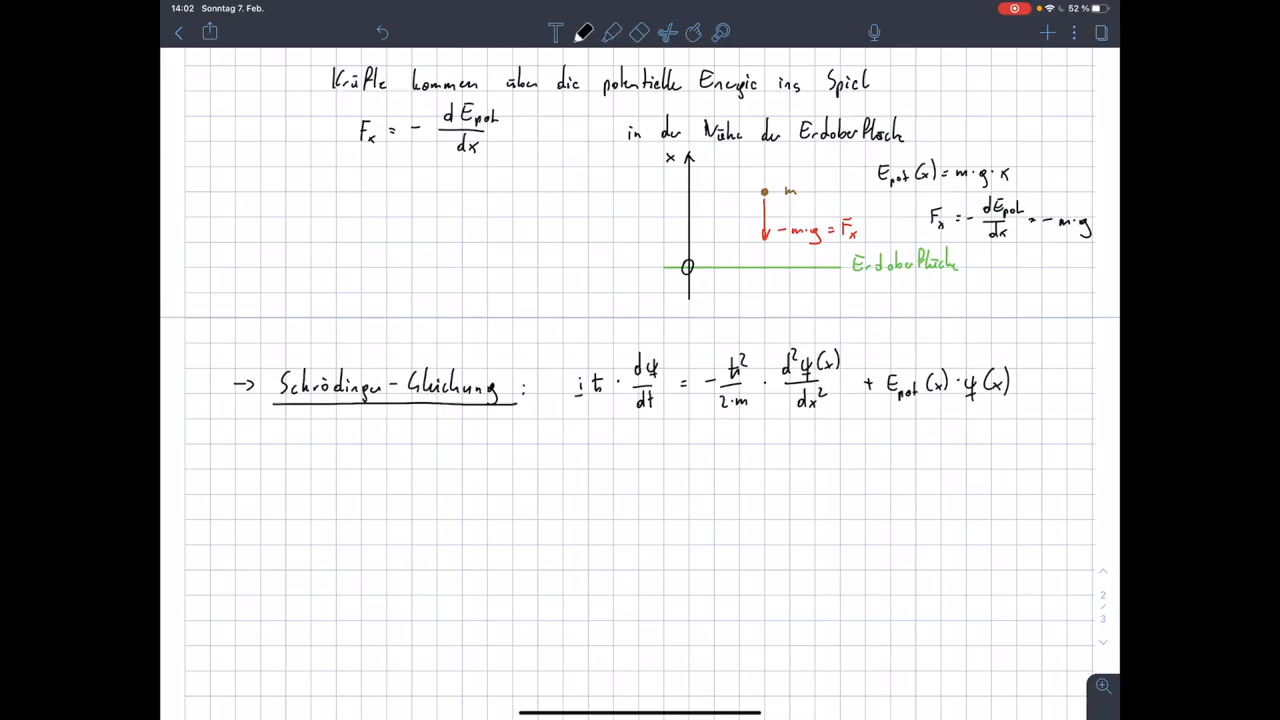 14:02 Sonntag 7. Feb.
52 %
Kräfte kommen über die potentielle Energie ins Spiel
F_x = - dE_pot/dx
in der Nähe der Erdoberfläche
x
m
E_pot(x) = m·g·x
F_x = - dE_pot/dx = - m·g
- m·g = F_x
Erdoberfläche
0
→ Schrödinger-Gleichung : i ħ · dψ/dt = - ħ²/2·m · d²ψ(x)/dx² + E_pot(x) · ψ(x)
2
/
3